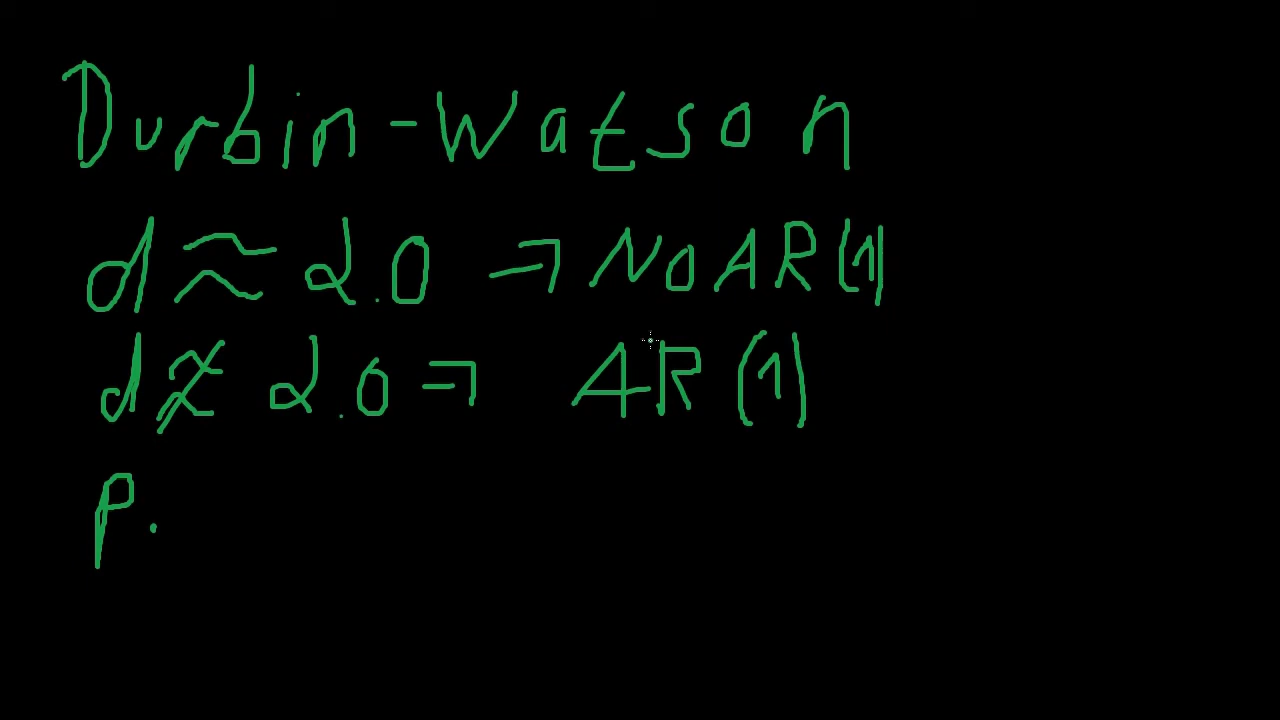 Durbin-Watson
d ≈ 2.0 ⇒ NO AR(1)
d ≉ 2.0 ⇒ AR(1)
P.